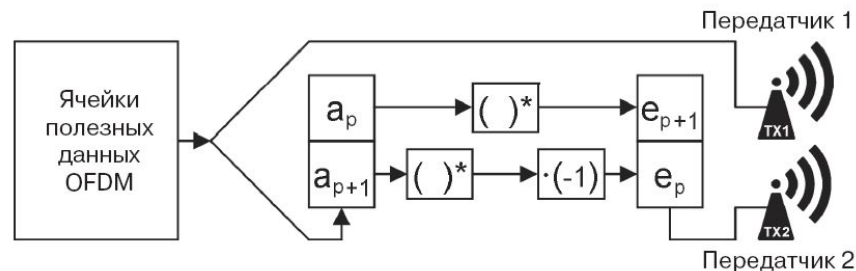 Передатчик 1
Ячейки
полезных
данных
OFDM
a_p
( )*
e_{p+1}
TX1
a_{p+1}
( )*
·(-1)
e_p
TX2
Передатчик 2